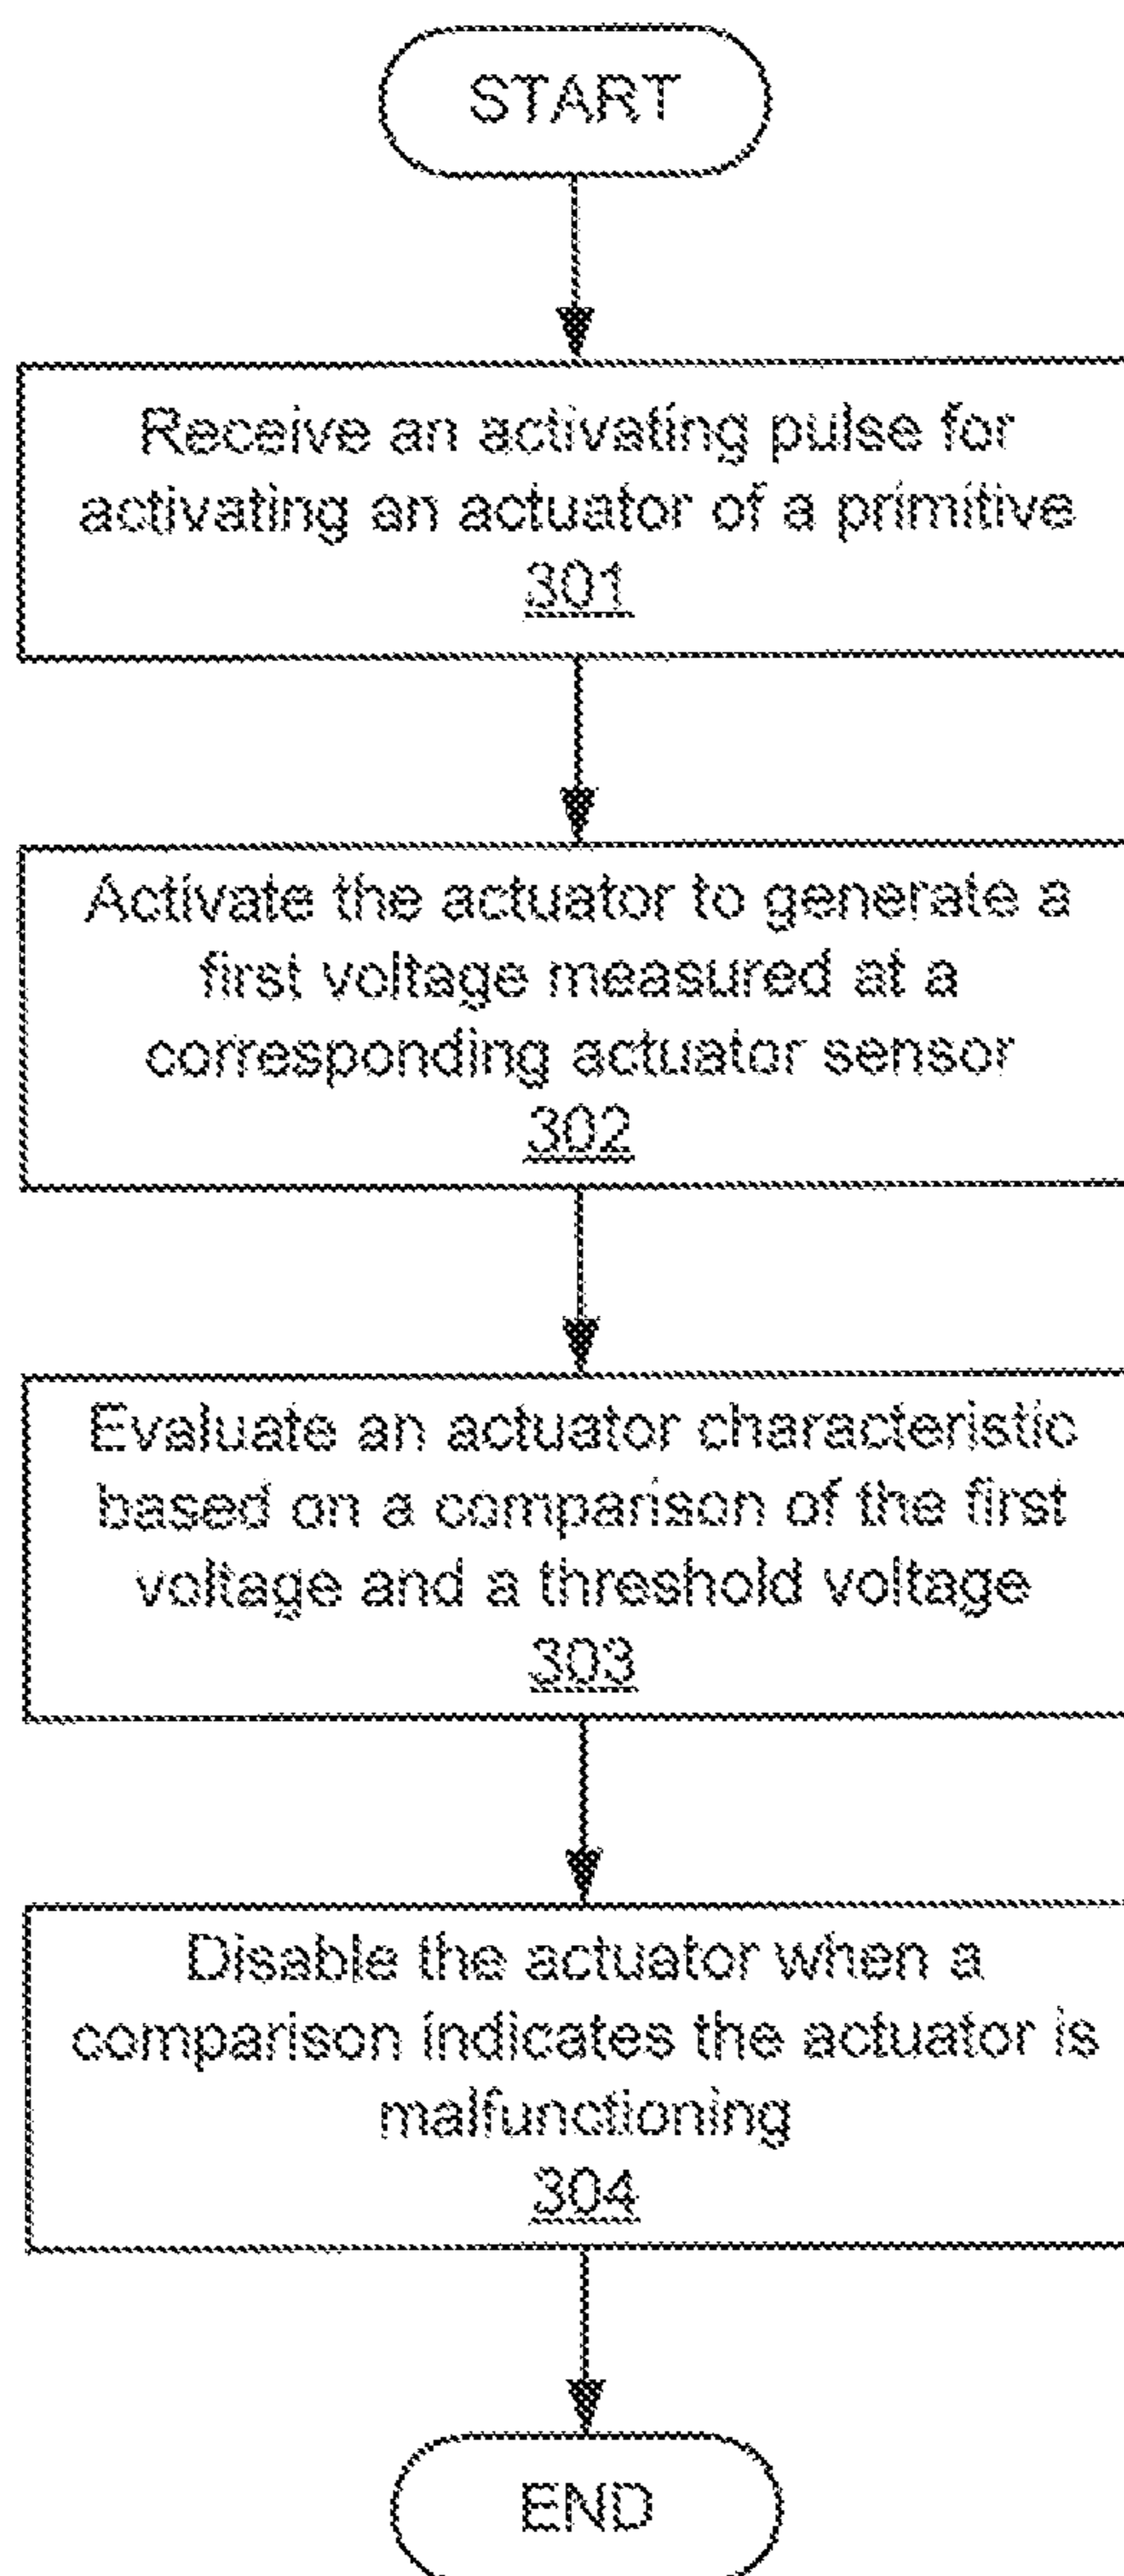 START
Receive an activating pulse for
activating an actuator of a primitive
301
Activate the actuator to generate a
first voltage measured at a
corresponding actuator sensor
302
Evaluate an actuator characteristic
based on a comparison of the first
voltage and a threshold voltage
303
Disable the actuator when a
comparison indicates the actuator is
malfunctioning
304
END